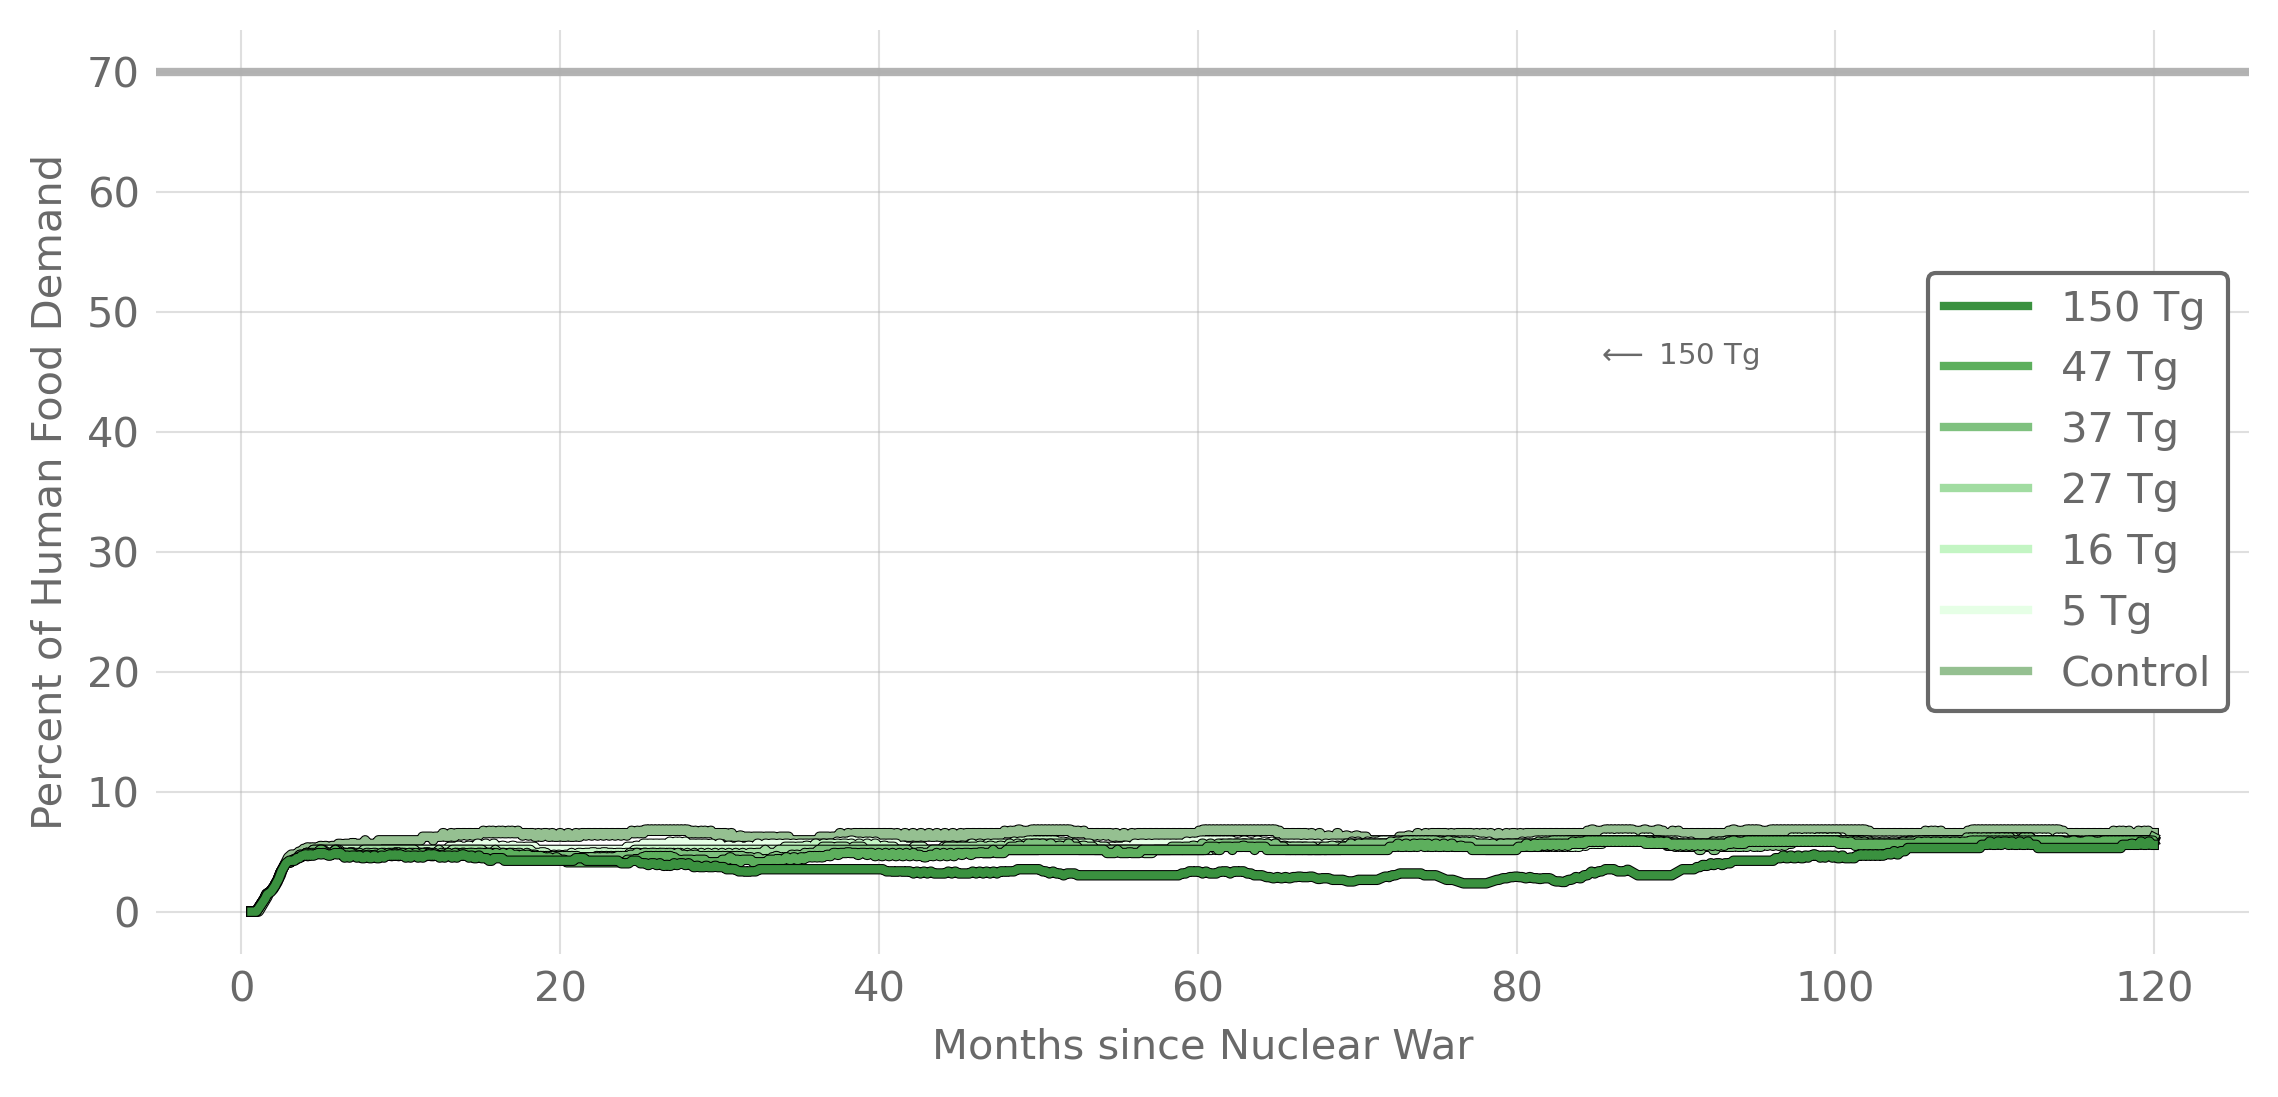 Percent of Human Food Demand
70
60
50
40
30
20
10
0
⟵ 150 Tg
150 Tg
47 Tg
37 Tg
27 Tg
16 Tg
5 Tg
Control
0 20 40 60 80 100 120
Months since Nuclear War